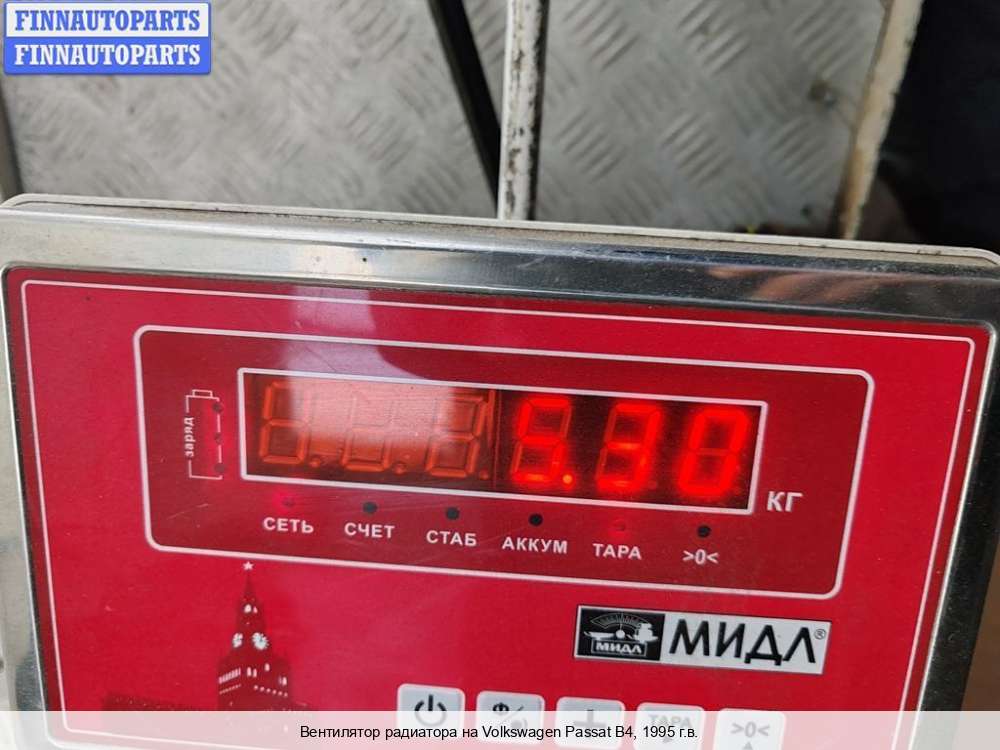 FINNAUTOPARTS
FINNAUTOPARTS
заряд
5.30
КГ
СЕТЬ СЧЕТ СТАБ АККУМ ТАРА >0<
МИДЛ МИДЛ®
ТАРА >0<
Вентилятор радиатора на Volkswagen Passat B4, 1995 г.в.